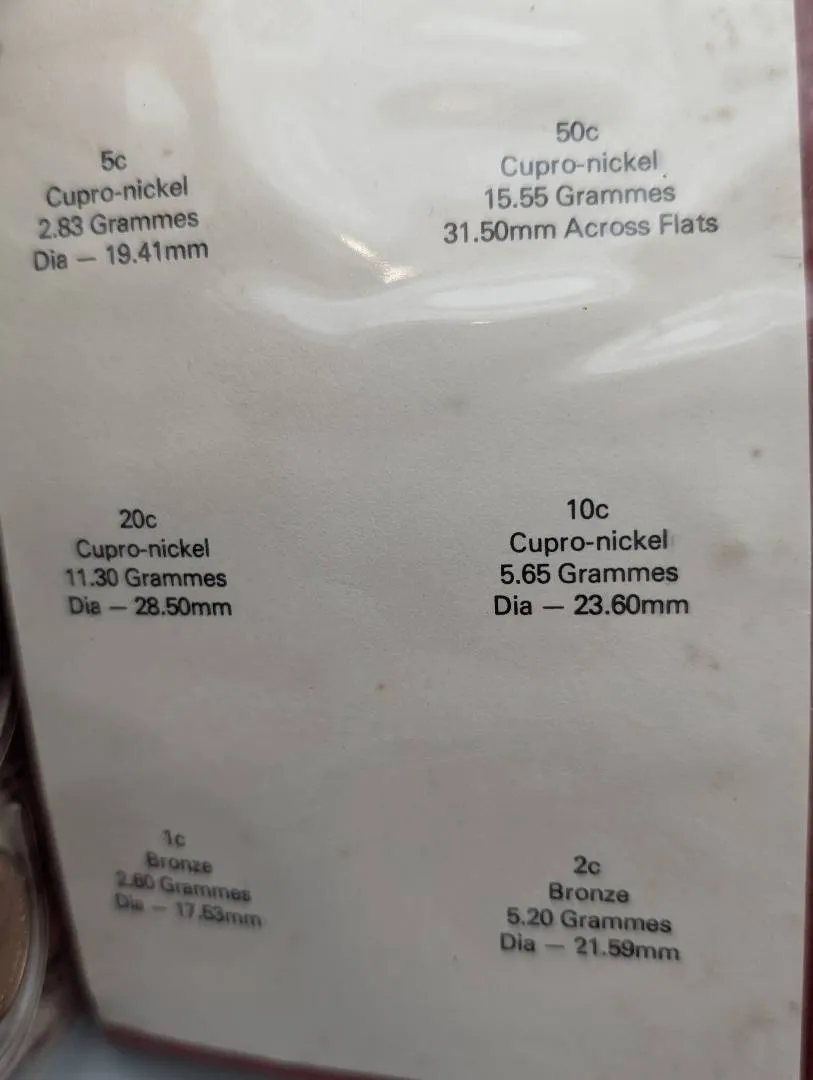 5c
Cupro-nickel
2.83 Grammes
Dia — 19.41mm
50c
Cupro-nickel
15.55 Grammes
31.50mm Across Flats
20c
Cupro-nickel
11.30 Grammes
Dia — 28.50mm
10c
Cupro-nickel
5.65 Grammes
Dia — 23.60mm
1c
Bronze
2.60 Grammes
Dia — 17.53mm
2c
Bronze
5.20 Grammes
Dia — 21.59mm